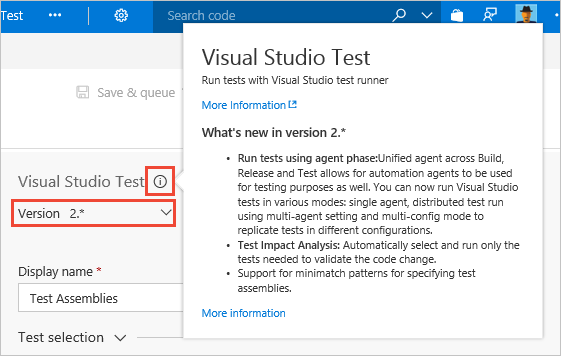 Test ... Search code
Save & queue
Visual Studio Test
Version 2.*
Display name *
Test Assemblies
Test selection
Visual Studio Test
Run tests with Visual Studio test runner
More Information
What's new in version 2.*
• Run tests using agent phase:Unified agent across Build,
Release and Test allows for automation agents to be used
for testing purposes as well. You can now run Visual Studio
tests in various modes: single agent, distributed test run
using multi-agent setting and multi-config mode to
replicate tests in different configurations.
• Test Impact Analysis: Automatically select and run only the
tests needed to validate the code change.
• Support for minimatch patterns for specifying test
assemblies.
More information